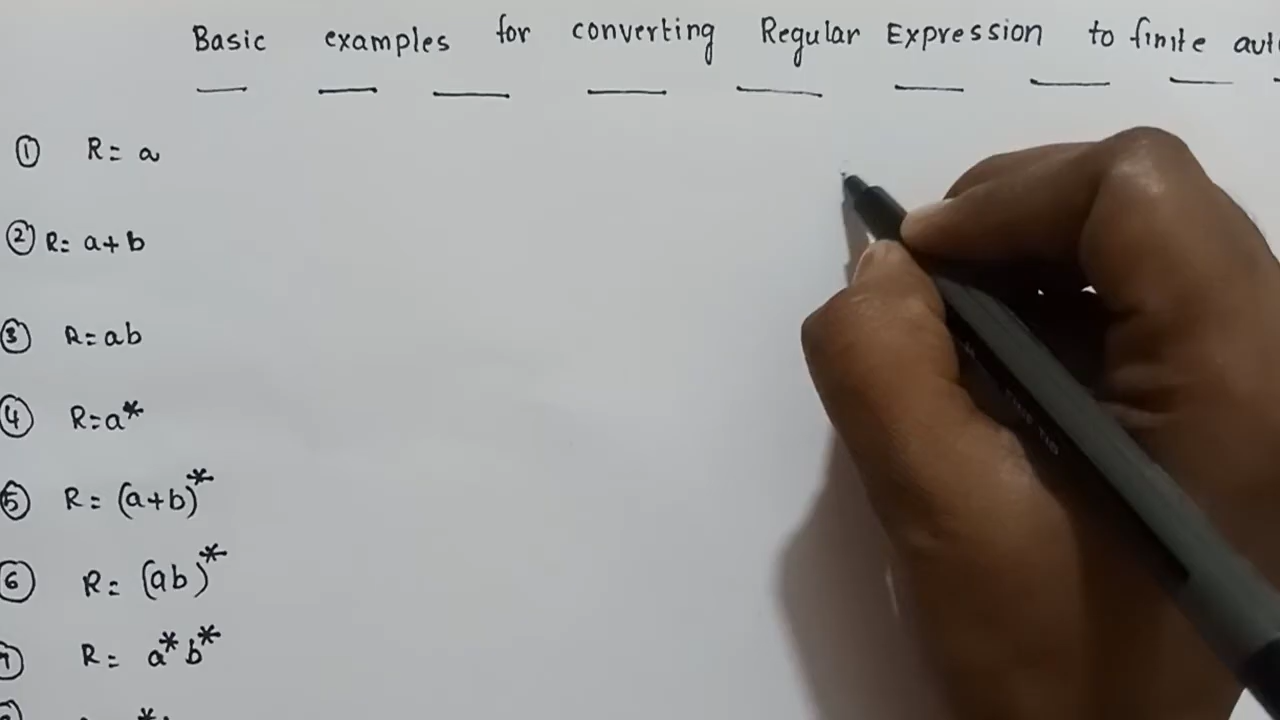 Basic examples for converting Regular Expression to finite
① R= a
② R= a+b
③ R=ab
④ R=a*
⑤ R= (a+b)*
⑥ R= (ab)*
R= a*b*